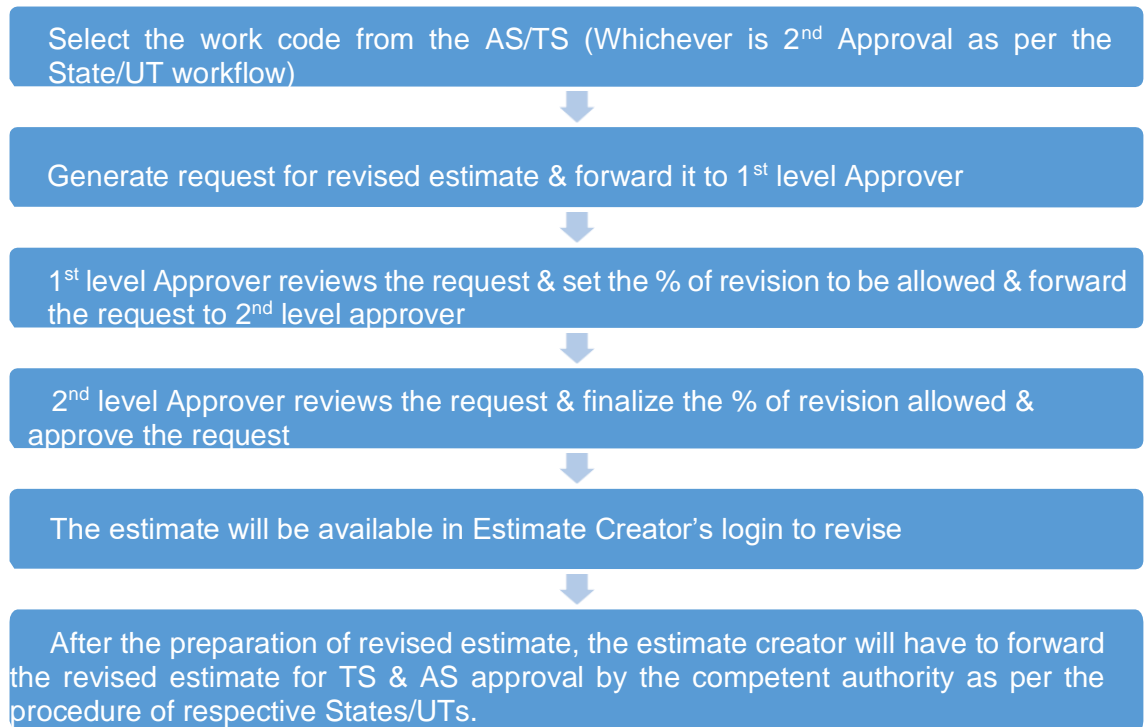 Select the work code from the AS/TS (Whichever is 2nd Approval as per the
State/UT workflow)
Generate request for revised estimate & forward it to 1st level Approver
1st level Approver reviews the request & set the % of revision to be allowed & forward
the request to 2nd level approver
2nd level Approver reviews the request & finalize the % of revision allowed &
approve the request
The estimate will be available in Estimate Creator’s login to revise
After the preparation of revised estimate, the estimate creator will have to forward
the revised estimate for TS & AS approval by the competent authority as per the
procedure of respective States/UTs.